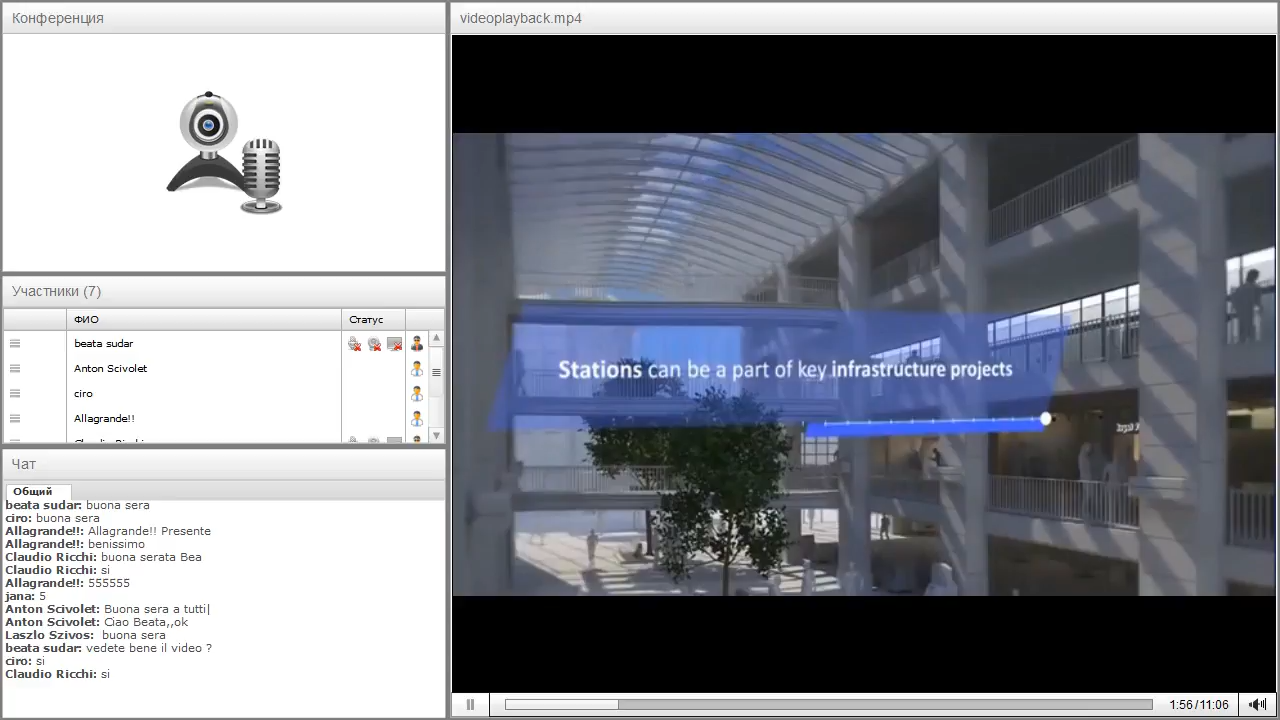 Конференция
videoplayback.mp4
Участники (7)
ФИО
Статус
beata sudar
Anton Scivolet
ciro
Allagrande!!
Чат
Общий
beata sudar: buona sera
ciro: buona sera
Allagrande!!: Allagrande!! Presente
Allagrande!!: benissimo
Claudio Ricchi: buona serata Bea
Claudio Ricchi: si
Allagrande!!: 555555
jana: 5
Anton Scivolet: Buona sera a tutti|
Anton Scivolet: Ciao Beata,,ok
Laszlo Szivos: buona sera
beata sudar: vedete bene il video ?
ciro: si
Claudio Ricchi: si
Stations can be a part of key infrastructure projects
1:56/11:06